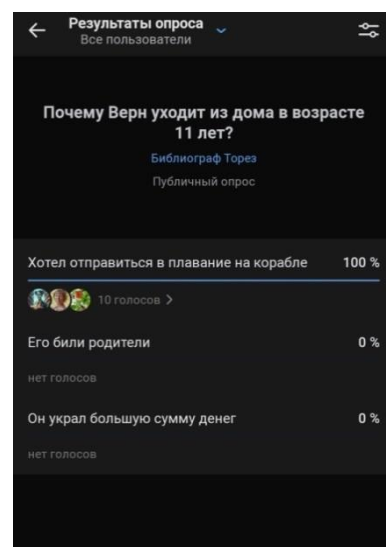 Результаты опроса
Все пользователи
Почему Верн уходит из дома в возрасте
11 лет?
Библиограф Торез
Публичный опрос
Хотел отправиться в плавание на корабле 100 %
10 голосов
Его били родители 0 %
нет голосов
Он украл большую сумму денег 0 %
нет голосов